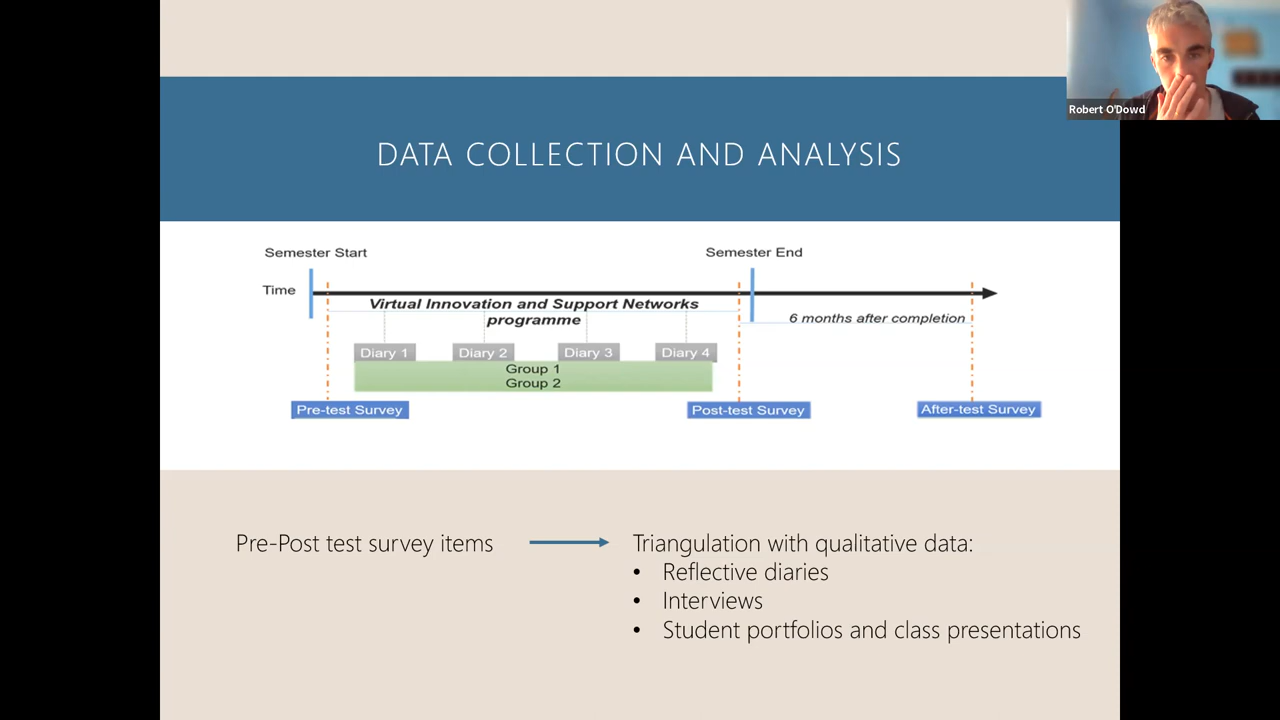 Robert O'Dowd
DATA COLLECTION AND ANALYSIS
Semester Start
Semester End
Time
Virtual Innovation and Support Networks
programme
6 months after completion
Diary 1
Diary 2
Diary 3
Diary 4
Group 1
Group 2
Pre-test Survey
Post-test Survey
After-test Survey
Pre-Post test survey items
Triangulation with qualitative data:
• Reflective diaries
• Interviews
• Student portfolios and class presentations